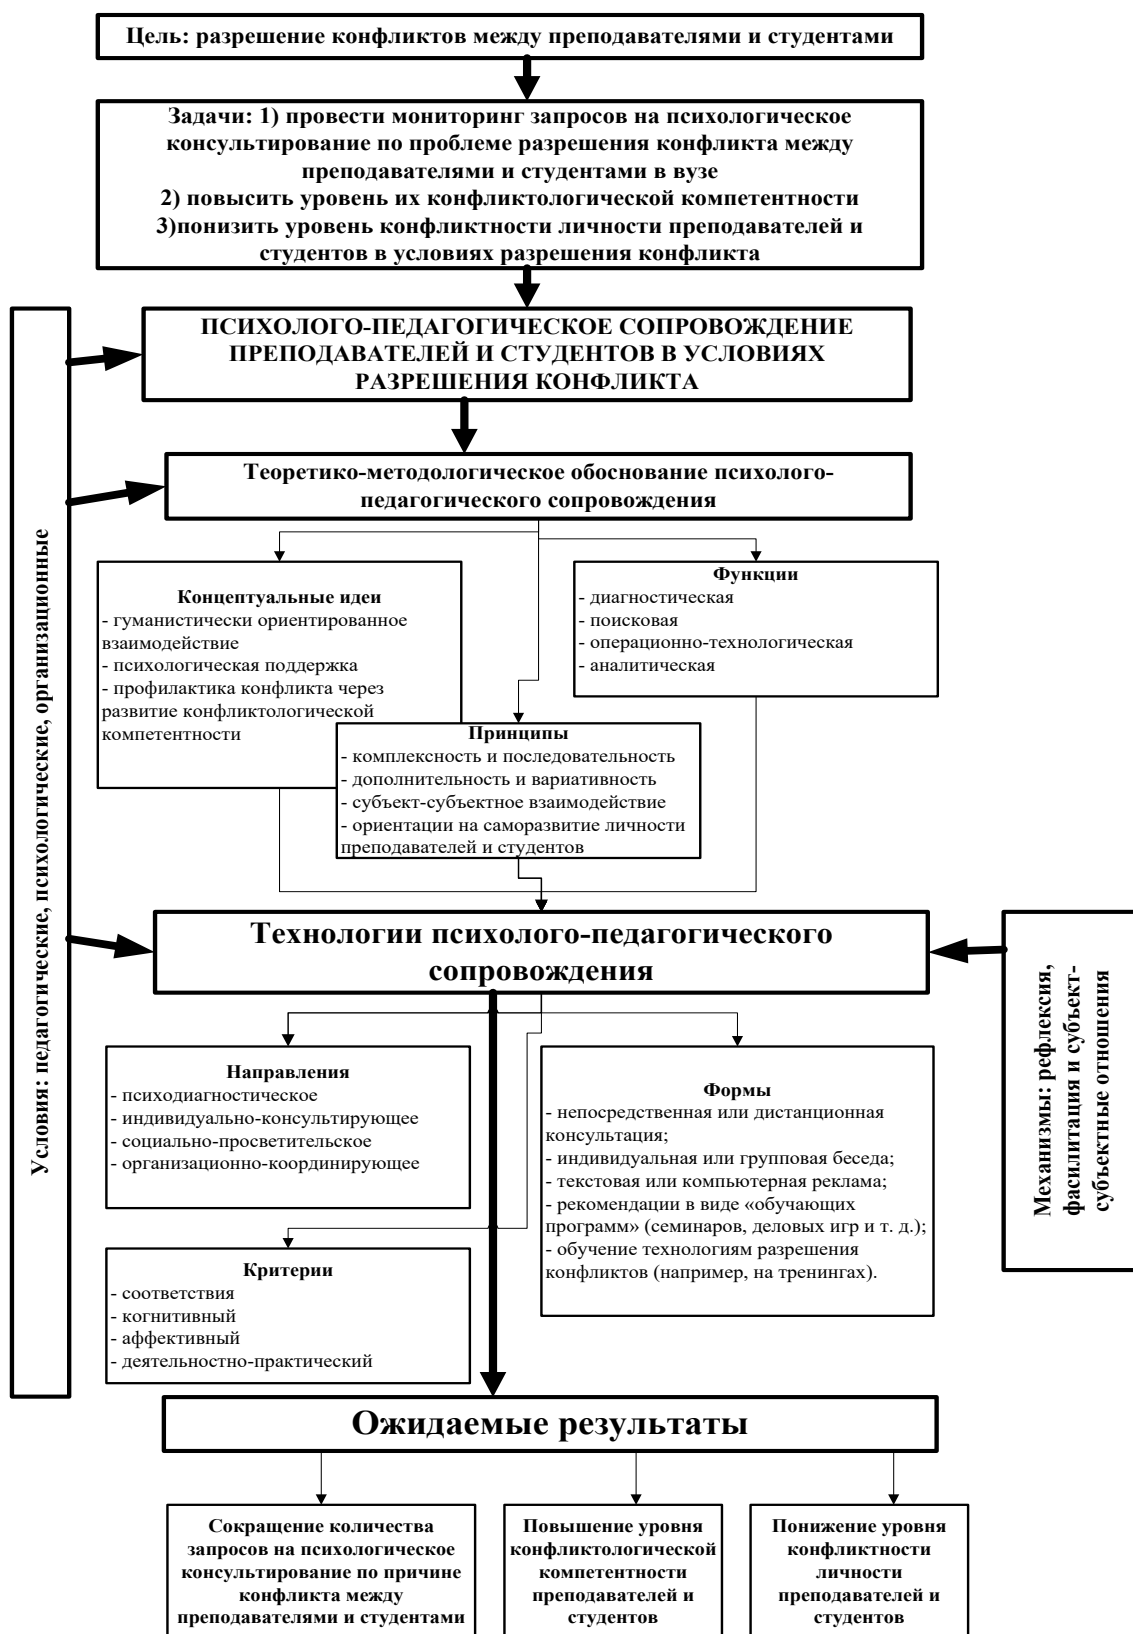 Цель: разрешение конфликтов между преподавателями и студентами
Задачи: 1) провести мониторинг запросов на психологическое
консультирование по проблеме разрешения конфликта между
преподавателями и студентами в вузе
2) повысить уровень их конфликтологической компетентности
3)понизить уровень конфликтности личности преподавателей и
студентов в условиях разрешения конфликта
Условия: педагогические, психологические, организационные
ПСИХОЛОГО-ПЕДАГОГИЧЕСКОЕ СОПРОВОЖДЕНИЕ
ПРЕПОДАВАТЕЛЕЙ И СТУДЕНТОВ В УСЛОВИЯХ
РАЗРЕШЕНИЯ КОНФЛИКТА
Теоретико-методологическое обоснование психолого-
педагогического сопровождения
Концептуальные идеи
- гуманистически ориентированное
взаимодействие
- психологическая поддержка
- профилактика конфликта через
развитие конфликтологической
компетентности
Функции
- диагностическая
- поисковая
- операционно-технологическая
- аналитическая
Принципы
- комплексность и последовательность
- дополнительность и вариативность
- субъект-субъектное взаимодействие
- ориентации на саморазвитие личности
преподавателей и студентов
Технологии психолого-педагогического
сопровождения
Механизмы: рефлексия,
фасилитация и субъект-
субъектные отношения
Направления
- психодиагностическое
- индивидуально-консультирующее
- социально-просветительское
- организационно-координирующее
Формы
- непосредственная или дистанционная
консультация;
- индивидуальная или групповая беседа;
- текстовая или компьютерная реклама;
- рекомендации в виде «обучающих
программ» (семинаров, деловых игр и т. д.);
- обучение технологиям разрешения
конфликтов (например, на тренингах).
Критерии
- соответствия
- когнитивный
- аффективный
- деятельностно-практический
Ожидаемые результаты
Сокращение количества
запросов на психологическое
консультирование по причине
конфликта между
преподавателями и студентами
Повышение уровня
конфликтологической
компетентности
преподавателей и
студентов
Понижение уровня
конфликтности
личности
преподавателей и
студентов